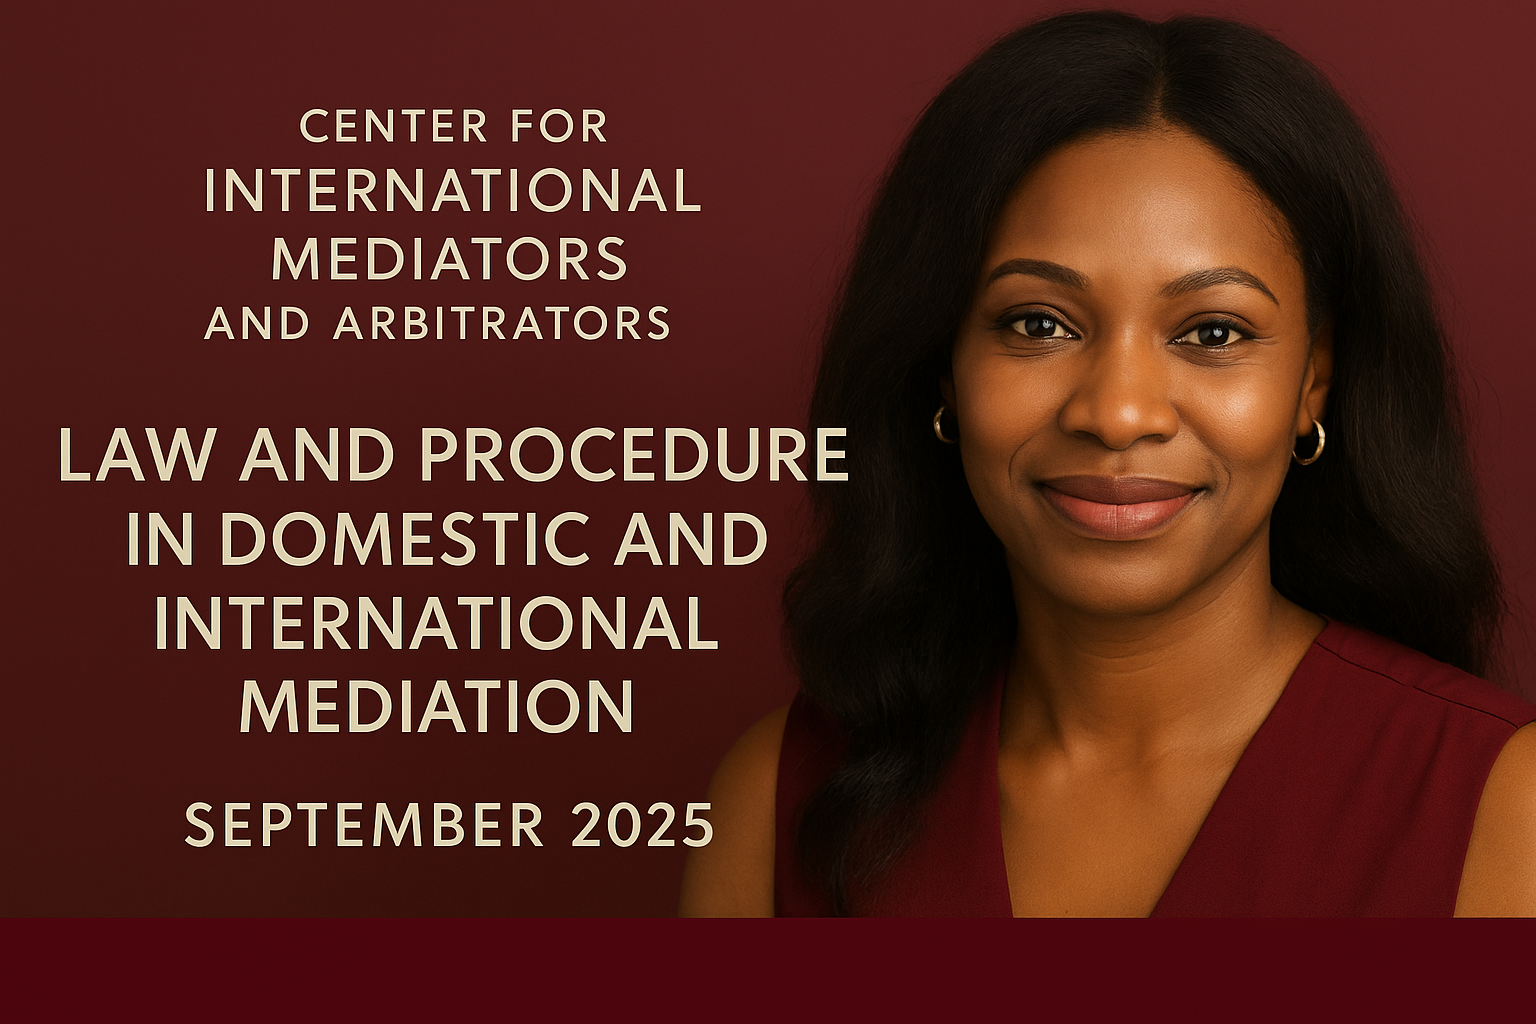 CENTER FOR
INTERNATIONAL
MEDIATORS
AND ARBITRATORS
LAW AND PROCEDURE
IN DOMESTIC AND
INTERNATIONAL
MEDIATION
SEPTEMBER 2025